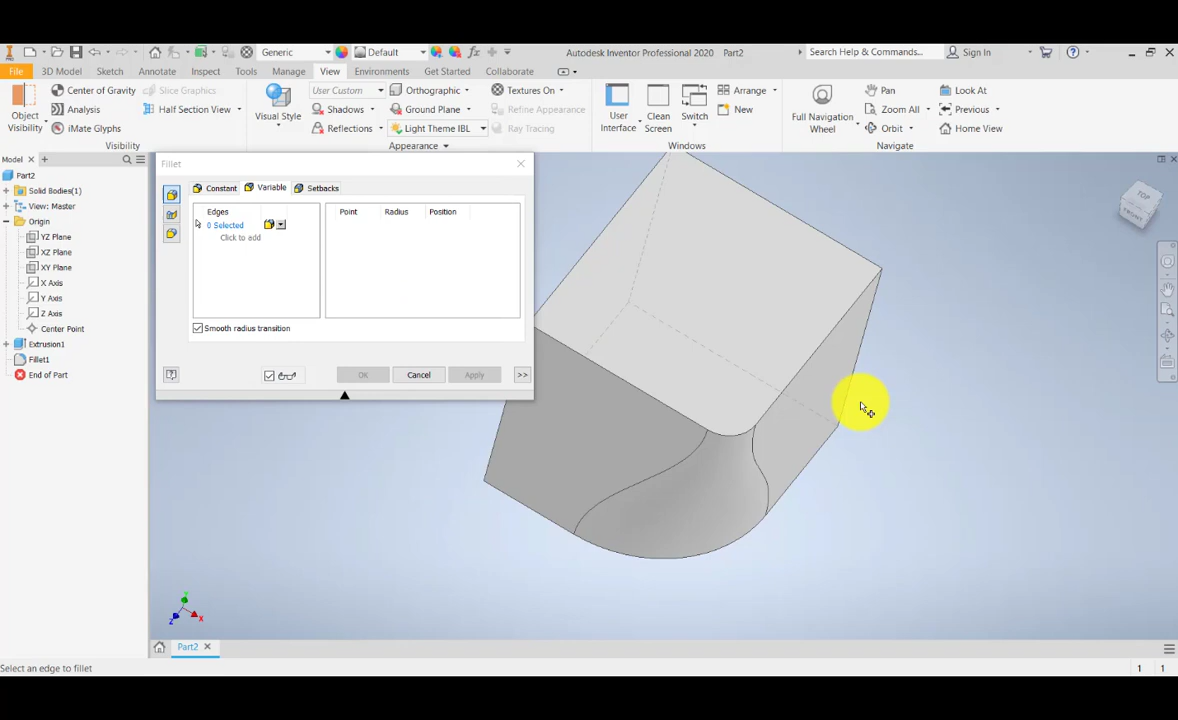 Generic
Default
Autodesk Inventor Professional 2020 Part2
Search Help & Commands...
Sign In
File
3D Model
Sketch
Annotate
Inspect
Tools
Manage
View
Environments
Get Started
Collaborate
Object
Visibility
Center of Gravity
Analysis
iMate Glyphs
Slice Graphics
Half Section View
Visibility
Visual Style
User Custom
Shadows
Reflections
Orthographic
Ground Plane
Light Theme IBL
Textures On
Refine Appearance
Ray Tracing
Appearance
User
Interface
Clean
Screen
Switch
Arrange
New
Windows
Full Navigation
Wheel
Pan
Zoom All
Orbit
Look At
Previous
Home View
Navigate
Model
Part2
Solid Bodies(1)
View: Master
Origin
YZ Plane
XZ Plane
XY Plane
X Axis
Y Axis
Z Axis
Center Point
Extrusion1
Fillet1
End of Part
Fillet
Constant
Variable
Setbacks
Edges
0 Selected
Click to add
Point
Radius
Position
Smooth radius transition
OK
Cancel
Apply
>>
TOP
FRONT
Y
X
Z
Part2
Select an edge to fillet
1
1